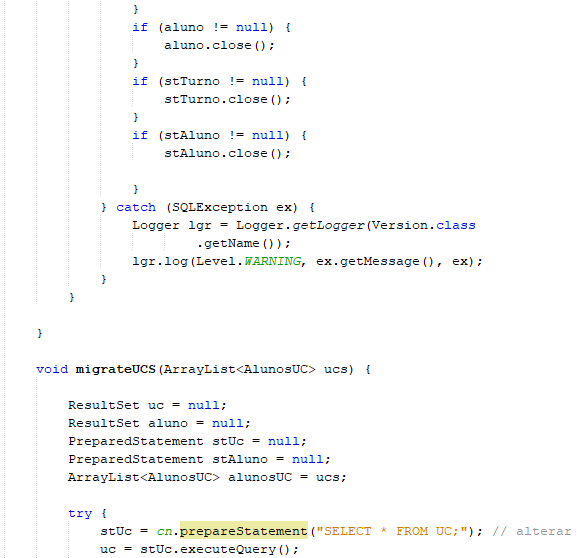 }
if (aluno != null) {
aluno.close();
}
if (stTurno != null) {
stTurno.close();
}
if (stAluno != null) {
stAluno.close();
}
} catch (SQLException ex) {
Logger lgr = Logger.getLogger(Version.class
.getName());
lgr.log(Level.WARNING, ex.getMessage(), ex);
}
}
}
void migrateUCS(ArrayList<AlunosUC> ucs) {
ResultSet uc = null;
ResultSet aluno = null;
PreparedStatement stUc = null;
PreparedStatement stAluno = null;
ArrayList<AlunosUC> alunosUC = ucs;
try {
stUc = cn.prepareStatement("SELECT * FROM UC;"); // alterar
uc = stUc.executeQuery();